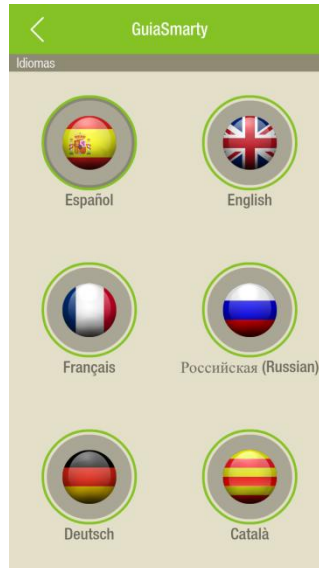 GuiaSmarty
Idiomas
Español
English
Français
Российская (Russian)
Deutsch
Català